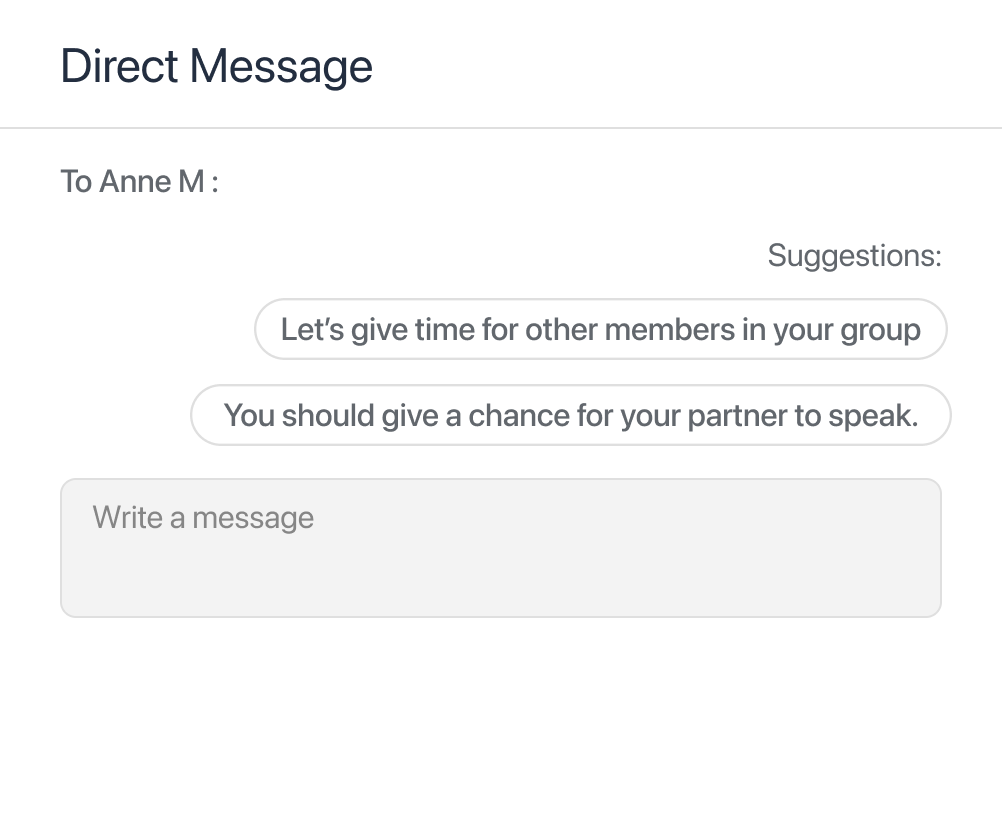 Direct Message
To Anne M :
Suggestions:
Let’s give time for other members in your group
You should give a chance for your partner to speak.
Write a message